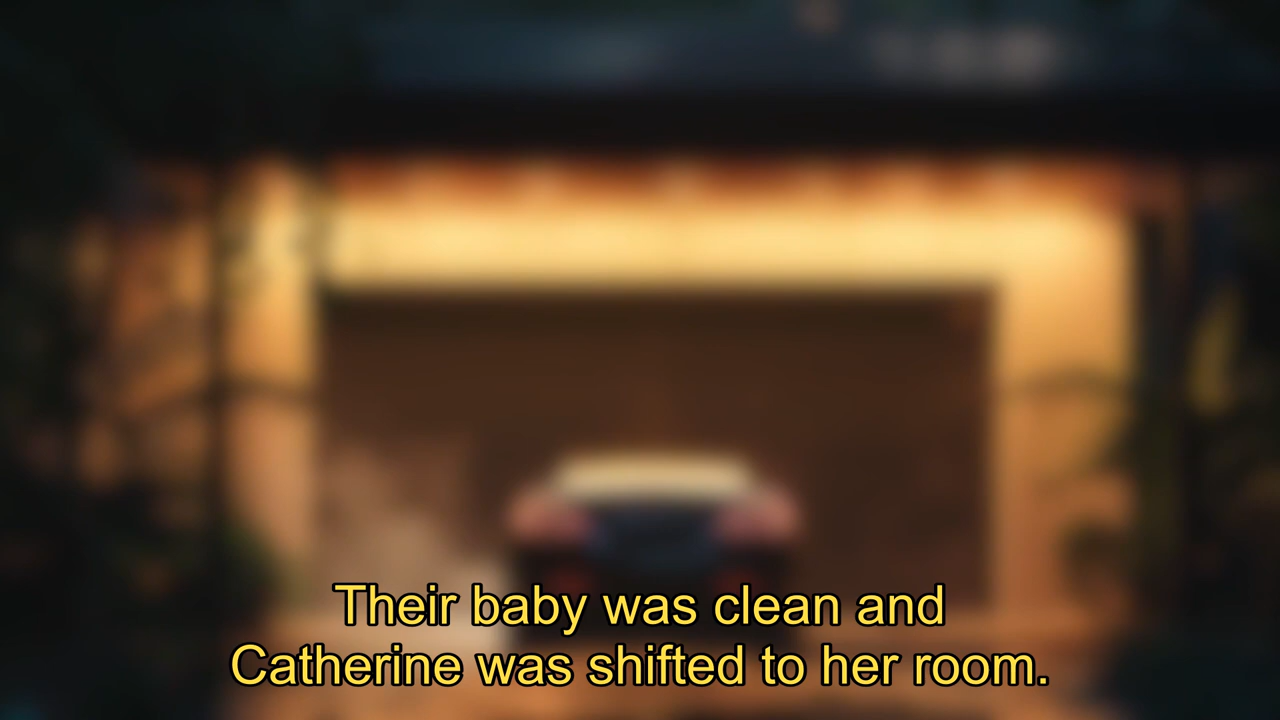 Their baby was clean and
Catherine was shifted to her room.